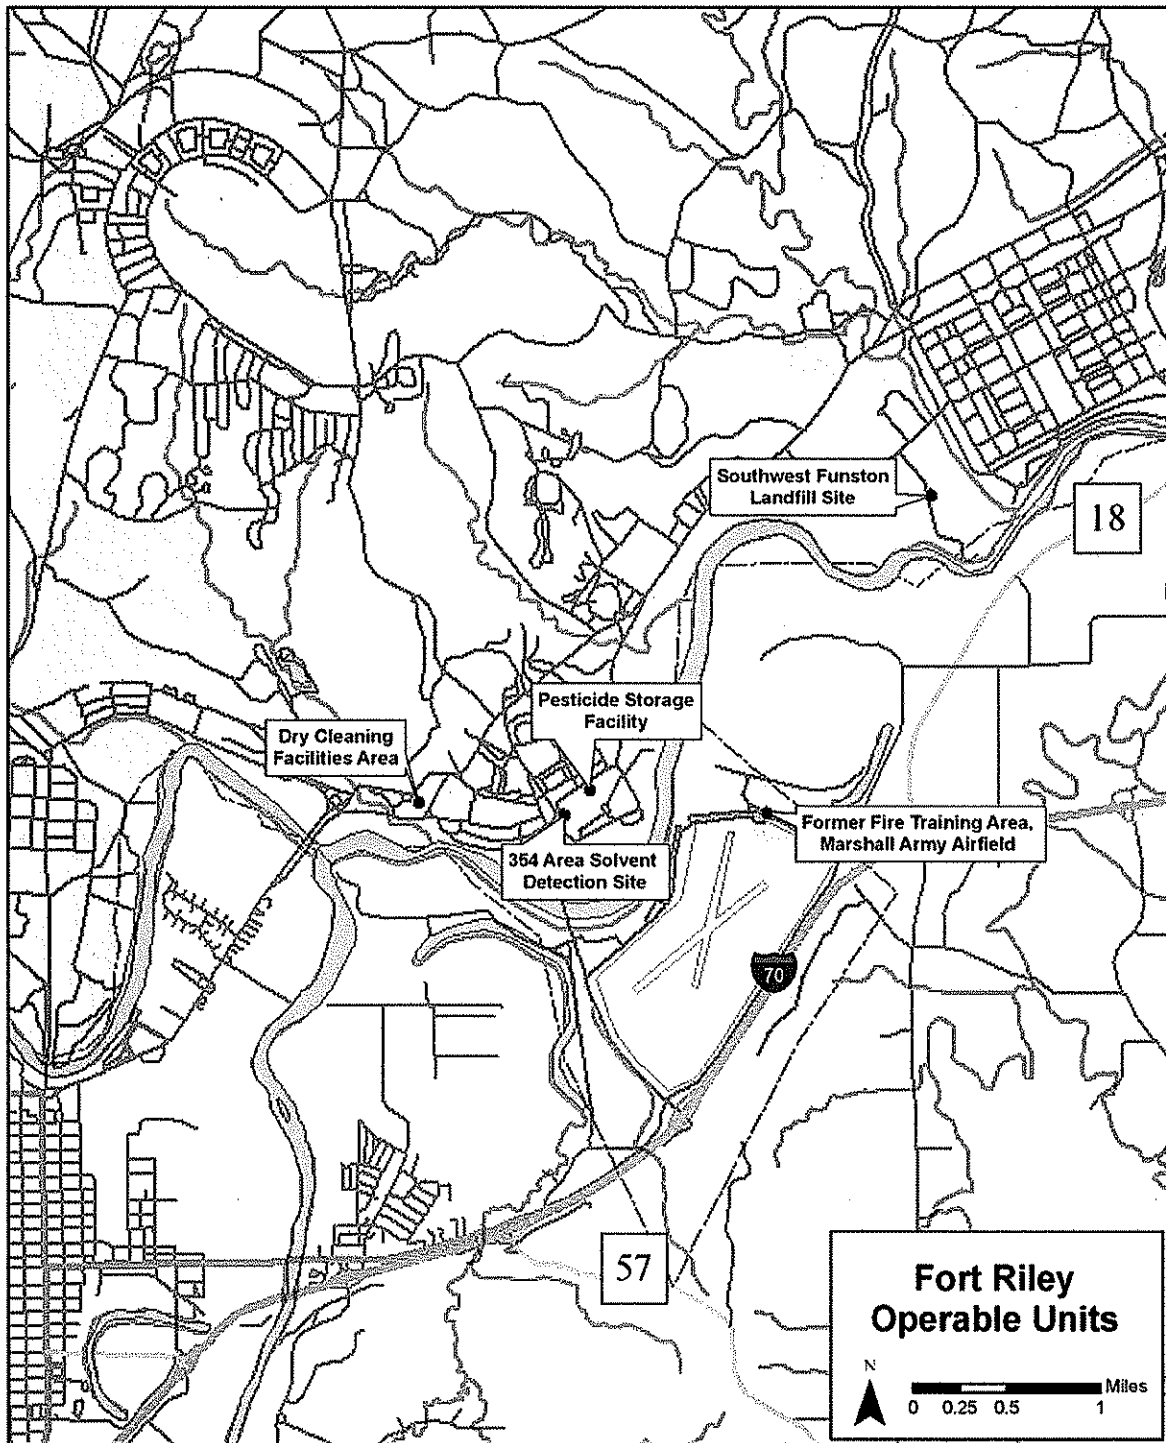 Southwest Funston
Landfill Site
18
Pesticide Storage
Facility
Dry Cleaning
Facilities Area
Former Fire Training Area,
Marshall Army Airfield
354 Area Solvent
Detection Site
70
57
Fort Riley
Operable Units
N
Miles
0 0.25 0.5 1